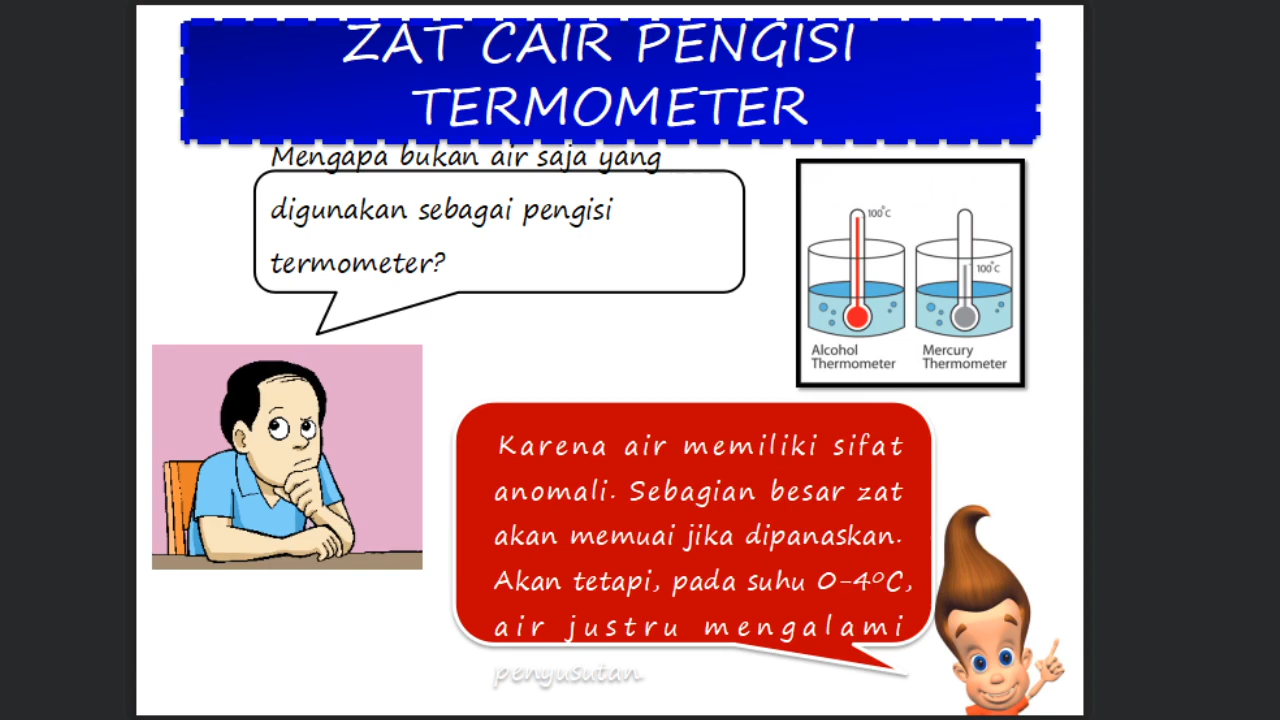 ZAT CAIR PENGISI
TERMOMETER
Mengapa bukan air saja yang
digunakan sebagai pengisi
termometer?
100°C
100°C
Alcohol
Thermometer
Mercury
Thermometer
Karena air memiliki sifat
anomali. Sebagian besar zat
akan memuai jika dipanaskan.
Akan tetapi, pada suhu 0-4°C,
air justru mengalami
penyusutan.